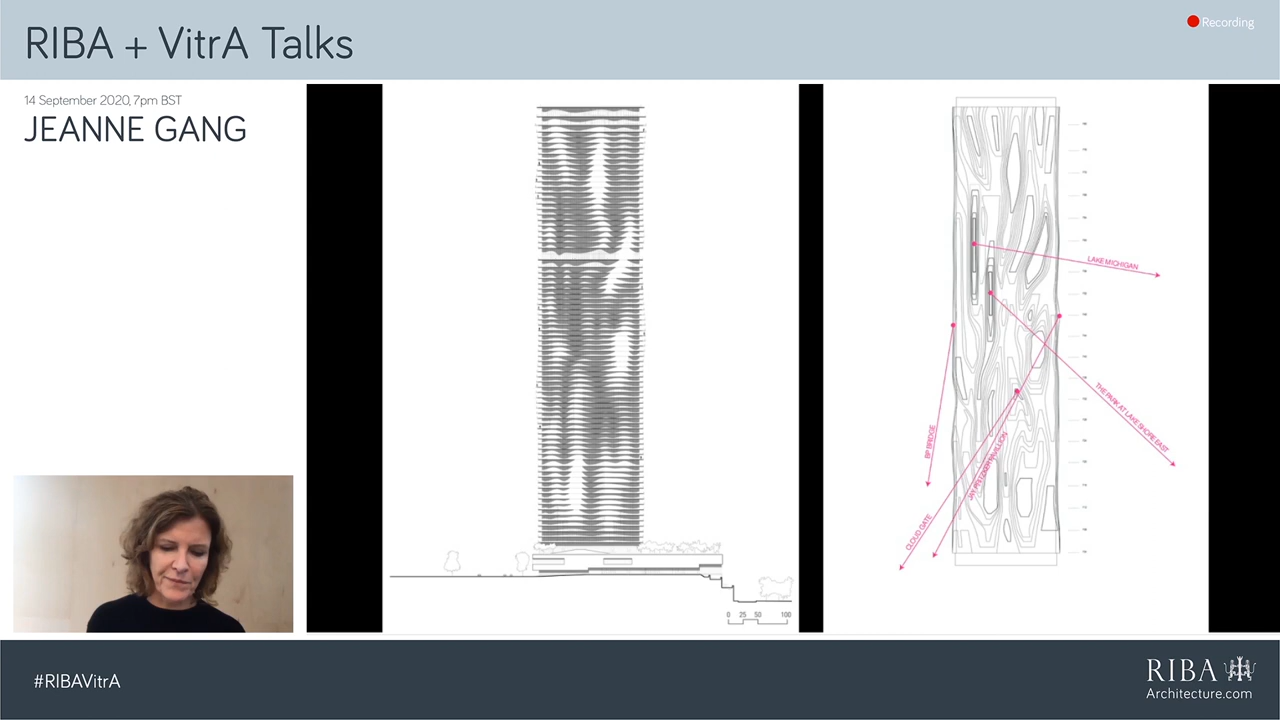 RIBA + VitrA Talks
Recording
14 September 2020, 7pm BST
JEANNE GANG
LAKE MICHIGAN
THE PARK AT LAKE SHORE EAST
BP BRIDGE
CLOUD GATE
0 25 50 100
#RIBAVitrA
RIBA
Architecture.com